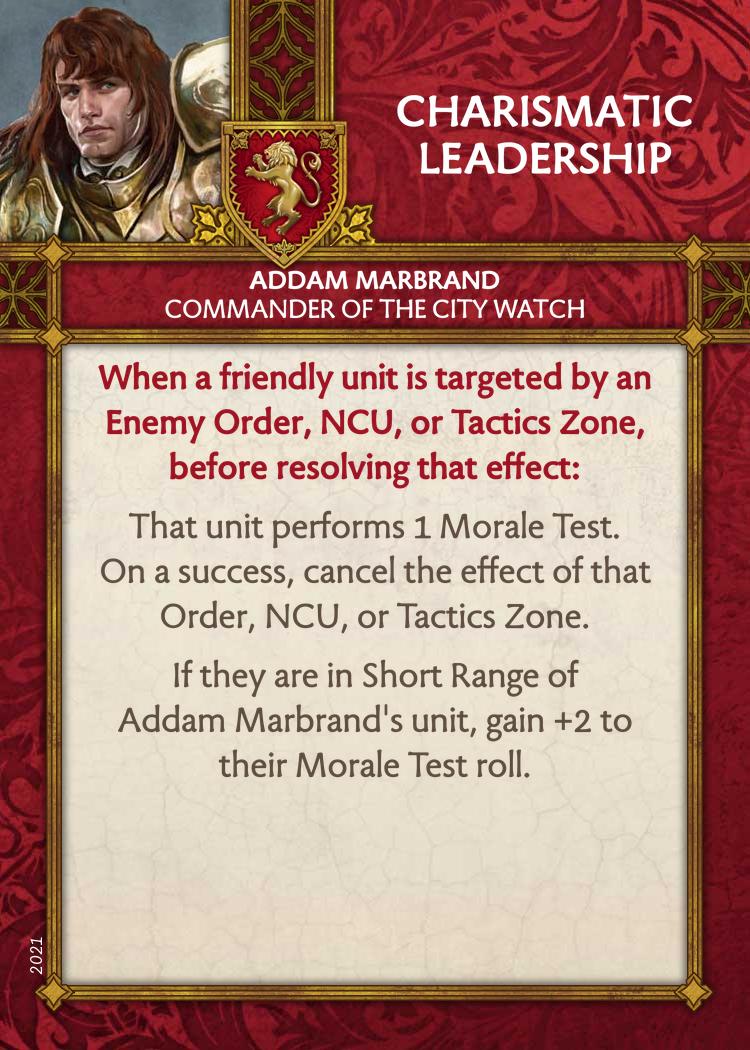 CHARISMATIC
LEADERSHIP
ADDAM MARBRAND
COMMANDER OF THE CITY WATCH
When a friendly unit is targeted by an
Enemy Order, NCU, or Tactics Zone,
before resolving that effect:
That unit performs 1 Morale Test.
On a success, cancel the effect of that
Order, NCU, or Tactics Zone.
If they are in Short Range of
Addam Marbrand's unit, gain +2 to
their Morale Test roll.
2021